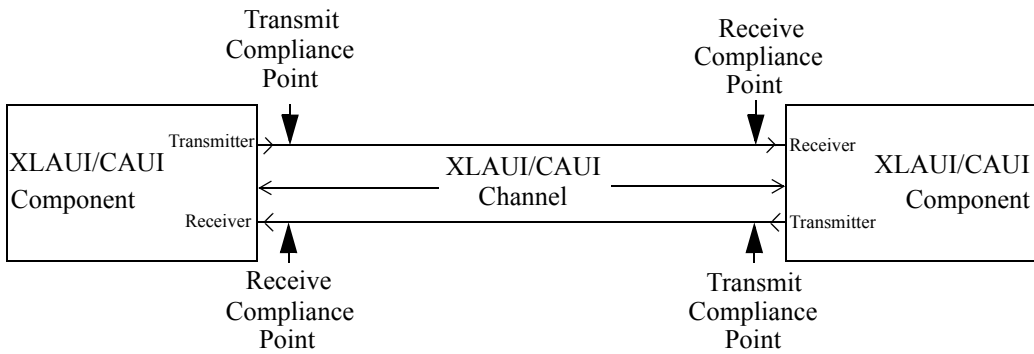 Transmit
Compliance
Point
Receive
Compliance
Point
XLAUI/CAUI
Component
Transmitter
Receiver
XLAUI/CAUI
Channel
Receiver
Transmitter
XLAUI/CAUI
Component
Receive
Compliance
Point
Transmit
Compliance
Point